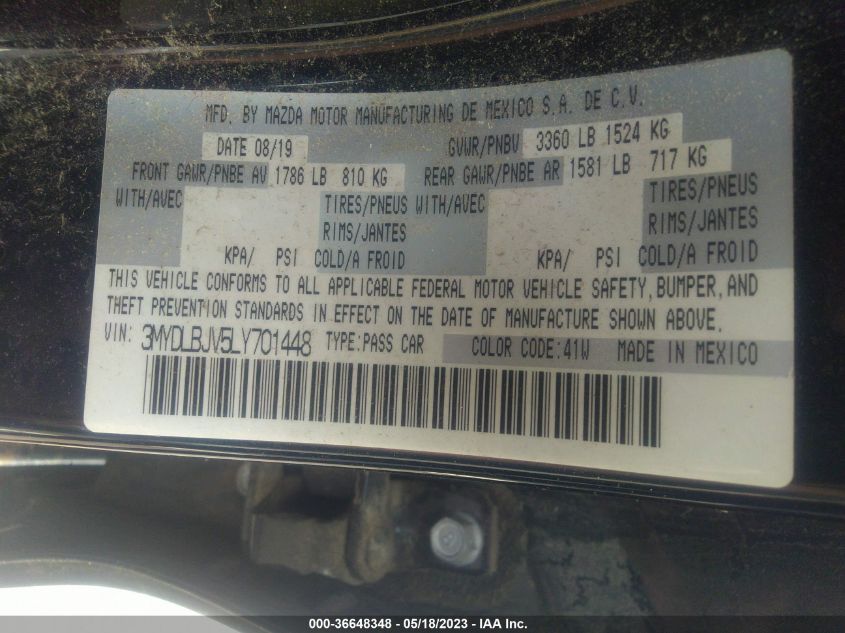 MFD. BY MAZDA MOTOR MANUFACTURING DE MEXICO S.A. DE C.V.
DATE 08/19 GVWR/PNBV 3360 LB 1524 KG
FRONT GAWR/PNBE AV 1786 LB 810 KG REAR GAWR/PNBE AR 1581 LB 717 KG
WITH/AVEC TIRES/PNEUS WITH/AVEC TIRES/PNEUS
RIMS/JANTES RIMS/JANTES
KPA/ PSI COLD/A FROID KPA/ PSI COLD/A FROID
THIS VEHICLE CONFORMS TO ALL APPLICABLE FEDERAL MOTOR VEHICLE SAFETY, BUMPER, AND
THEFT PREVENTION STANDARDS IN EFFECT ON THE DATE OF MANUFACTURE SHOWN ABOVE.
VIN: 3MYDLBJV5LY701448 TYPE:PASS CAR COLOR CODE:41W MADE IN MEXICO
000-36648348 - 05/18/2023 - IAA Inc.